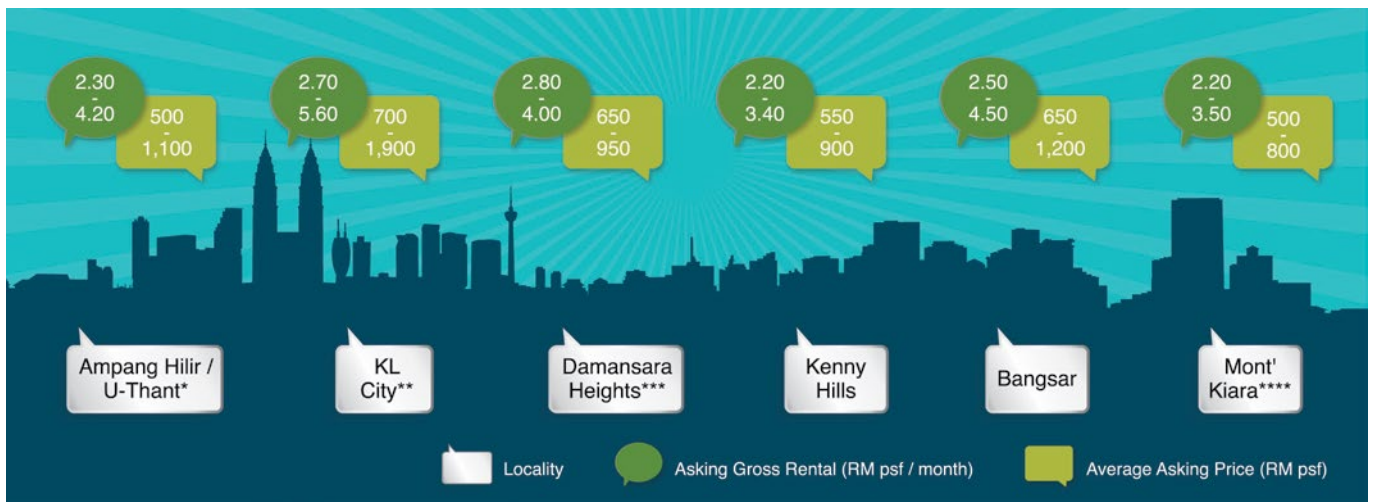 2.30
-
4.20
500
-
1,100
2.70
-
5.60
700
-
1,900
2.80
-
4.00
650
-
950
2.20
-
3.40
550
-
900
2.50
-
4.50
650
-
1,200
2.20
-
3.50
500
-
800
Ampang Hilir /
U-Thant*
KL
City**
Damansara
Heights***
Kenny
Hills
Bangsar
Mont'
Kiara****
Locality
Asking Gross Rental (RM psf / month)
Average Asking Price (RM psf)